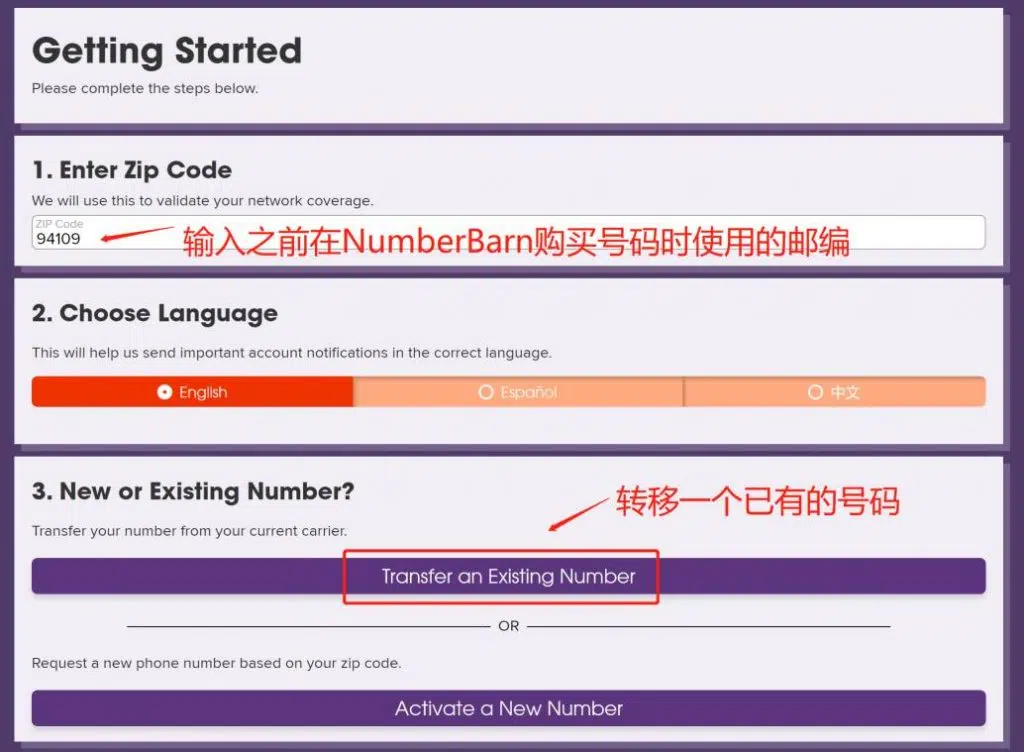 Getting Started
Please complete the steps below.
1. Enter Zip Code
We will use this to validate your network coverage.
ZIP Code
94109
输入之前在NumberBarn购买号码时使用的邮编
2. Choose Language
This will help us send important account notifications in the correct language.
English Español 中文
3. New or Existing Number?
转移一个已有的号码
Transfer your number from your current carrier.
Transfer an Existing Number
OR
Request a new phone number based on your zip code.
Activate a New Number